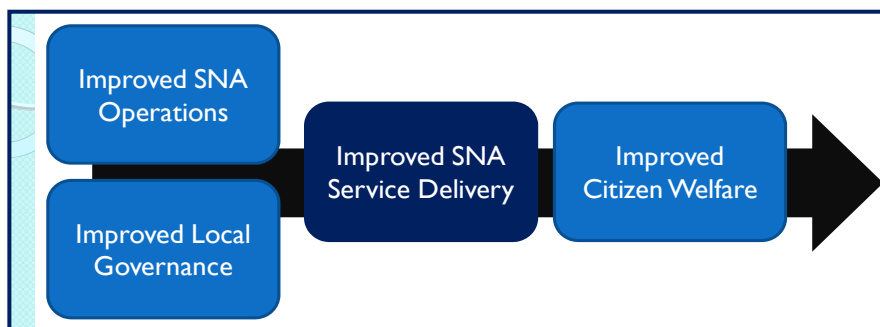 Improved SNA
Operations
Improved Local
Governance
Improved SNA
Service Delivery
Improved
Citizen Welfare